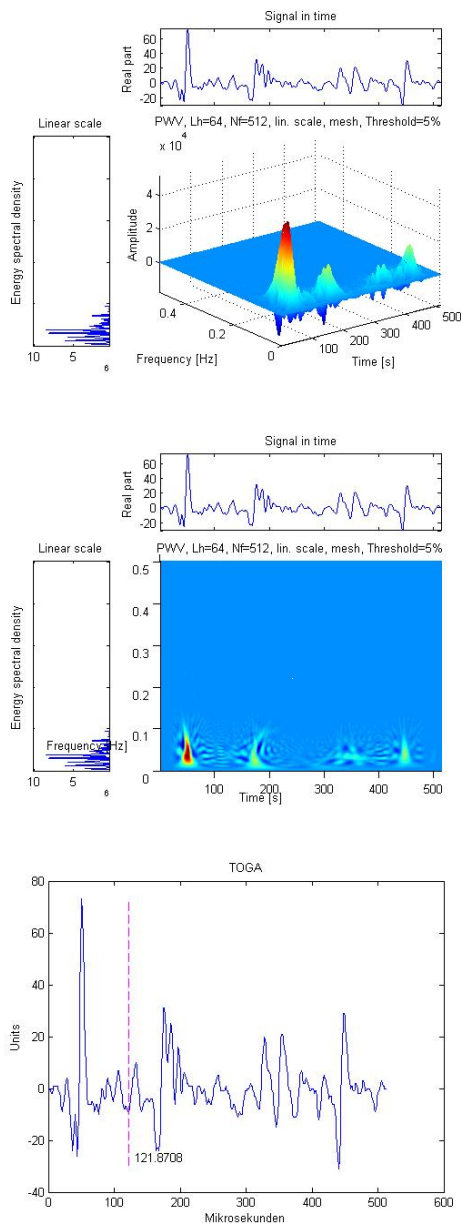 Signal in time
Real part
60
40
20
0
-20
Linear scale
PWV, Lh=64, Nf=512, lin. scale, mesh, Threshold=5%
x 10 4
Energy spectral density
10 5
6
Amplitude
4
2
0
0.4
0.2
0
Frequency [Hz]
100
200
300
400
500
Time [s]
Signal in time
Real part
60
40
20
0
-20
Linear scale
PWV, Lh=64, Nf=512, lin. scale, mesh, Threshold=5%
Energy spectral density
10 5
6
Frequency [Hz]
0.5
0.4
0.3
0.2
0.1
0
100 200 300 400 500
Time [s]
TOGA
Units
80
60
40
20
0
-20
-40
121.8708
0 100 200 300 400 500 600
Mikrosekunden